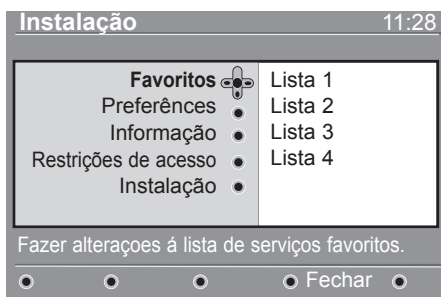 Instalação 11:28
Favoritos Lista 1
Preferênces Lista 2
Informação Lista 3
Restrições de acesso Lista 4
Instalação
Fazer alteraçoes á lista de serviços favoritos.
Fechar